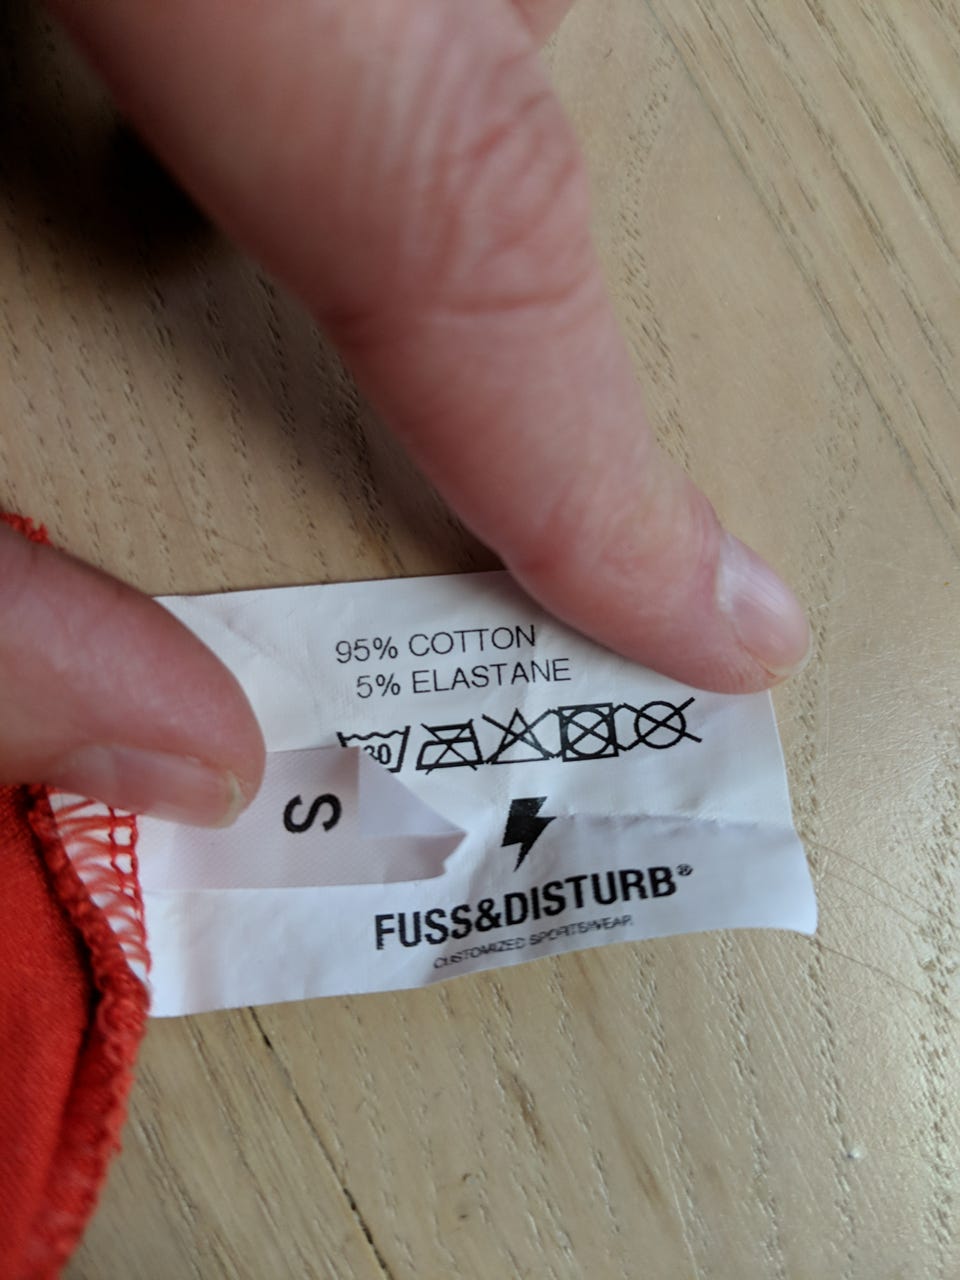 95% COTTON
5% ELASTANE
30
S
FUSS&DISTURB®
CUSTOMIZED SPORTSWEAR